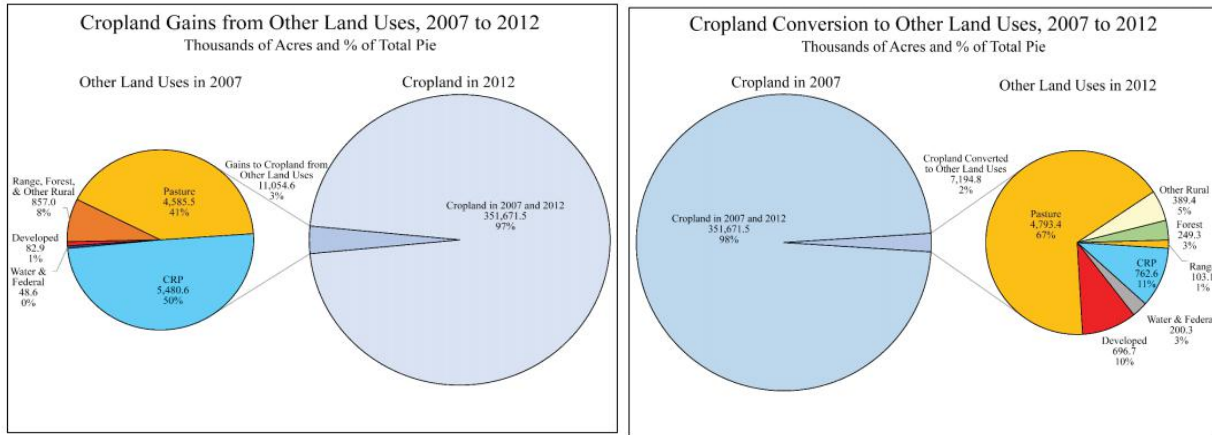 Cropland Gains from Other Land Uses, 2007 to 2012
Thousands of Acres and % of Total Pie
Other Land Uses in 2007
Cropland in 2012
Range, Forest,
& Other Rural
857.0
8%
Developed
82.9
1%
Water &
Federal
48.6
0%
Pasture
4,585.5
41%
CRP
5,480.6
50%
Gains to Cropland from
Other Land Uses
11,054.6
3%
Cropland in 2007 and 2012
351,671.5
97%
Cropland Conversion to Other Land Uses, 2007 to 2012
Thousands of Acres and % of Total Pie
Cropland in 2007
Other Land Uses in 2012
Cropland in 2007 and 2012
351,671.5
98%
Cropland Converted
to Other Land Uses
7,194.8
2%
Pasture
4,793.4
67%
Other Rural
389.4
5%
Forest
249.3
3%
Range
103.1
1%
CRP
762.6
11%
Water & Federal
200.3
3%
Developed
696.7
10%